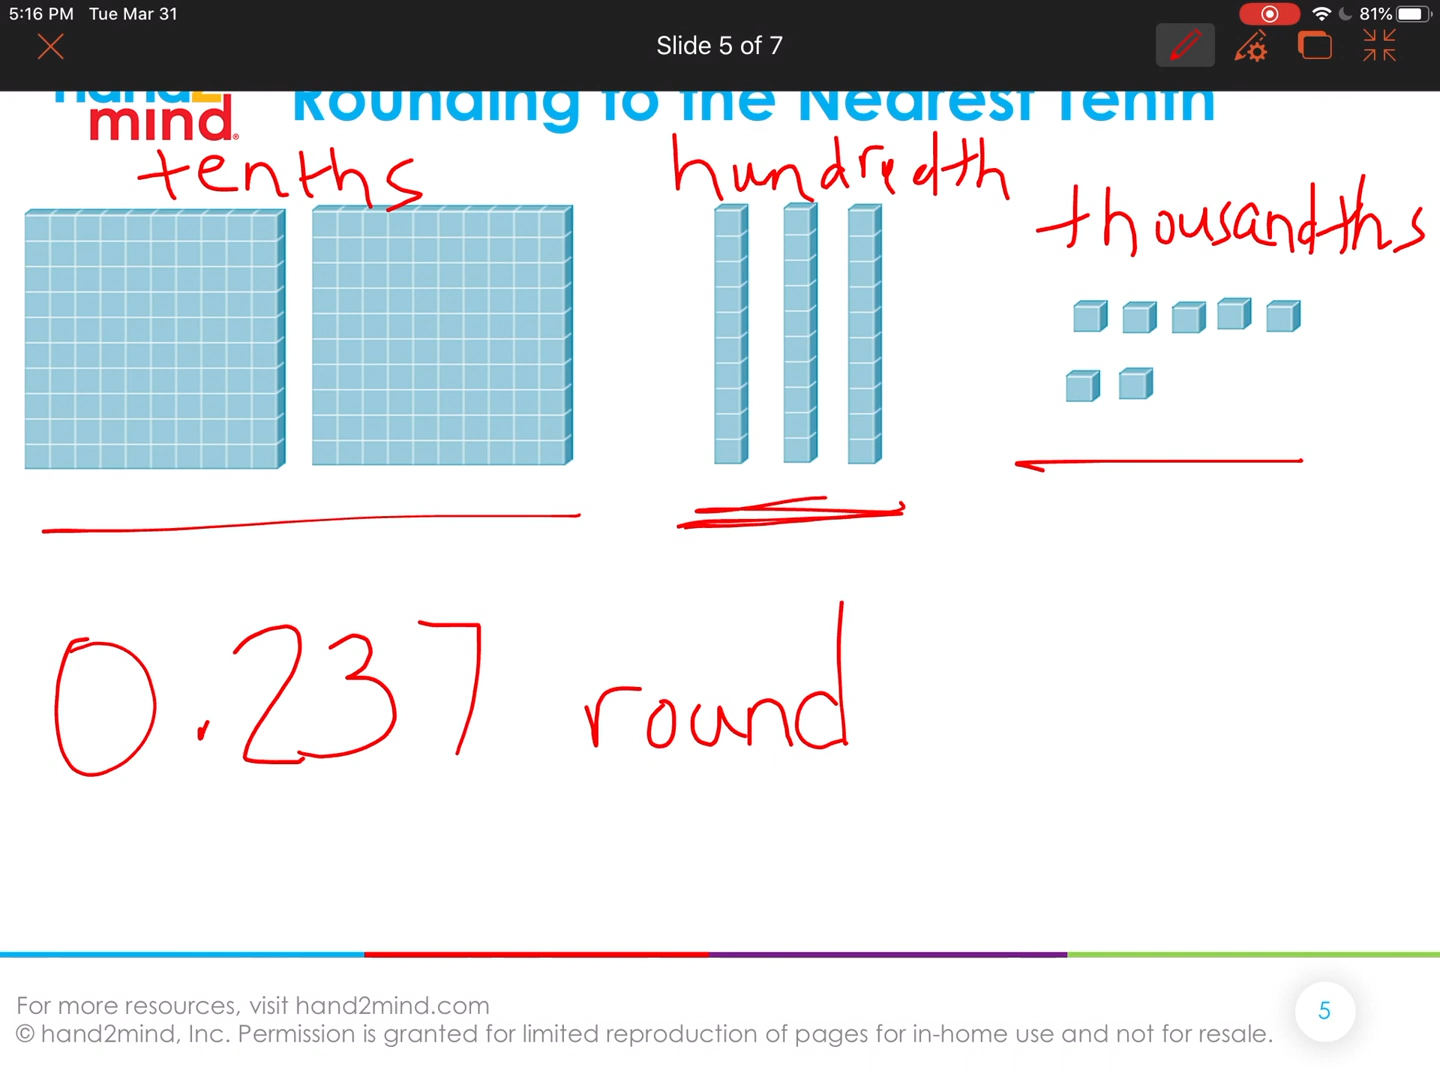 5:16 PM Tue Mar 31
81%
Slide 5 of 7
hand2
mind®
Rounding to the Nearest Tenth
tenths
hundredth
thousandths
0.237 round
For more resources, visit hand2mind.com
© hand2mind, Inc. Permission is granted for limited reproduction of pages for in-home use and not for resale.
5